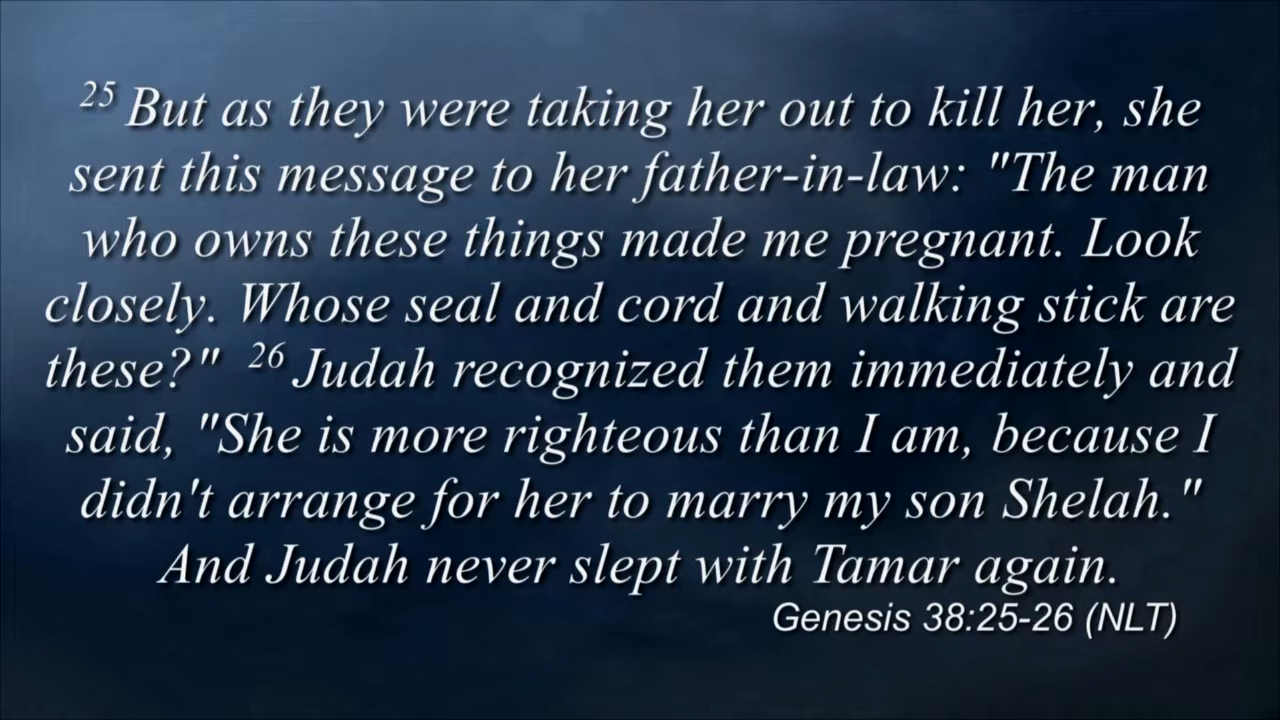 25 But as they were taking her out to kill her, she
sent this message to her father-in-law: "The man
who owns these things made me pregnant. Look
closely. Whose seal and cord and walking stick are
these?" 26 Judah recognized them immediately and
said, "She is more righteous than I am, because I
didn't arrange for her to marry my son Shelah."
And Judah never slept with Tamar again.
Genesis 38:25-26 (NLT)